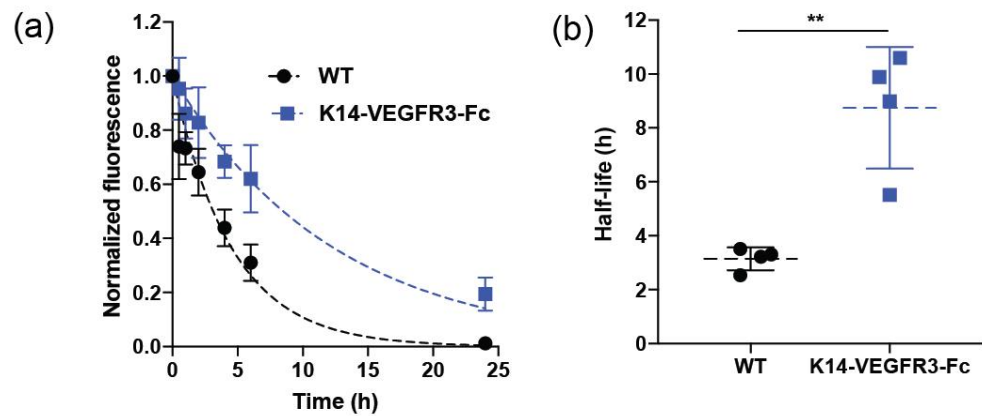 (a)
Normalized fluorescence
1.2
1.0
0.8
0.6
0.4
0.2
0.0
0 5 10 15 20 25
Time (h)
WT
K14-VEGFR3-Fc
(b)
Half-life (h)
**
12
10
8
6
4
2
0
WT K14-VEGFR3-Fc